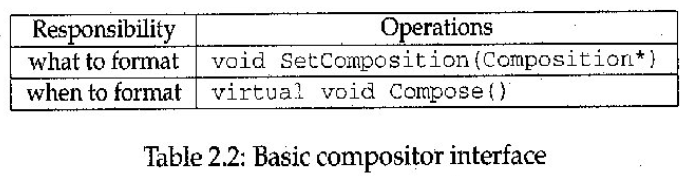 Responsibility Operations
what to format void SetComposition(Composition*)
when to format virtual void Compose()
Table 2.2: Basic compositor interface